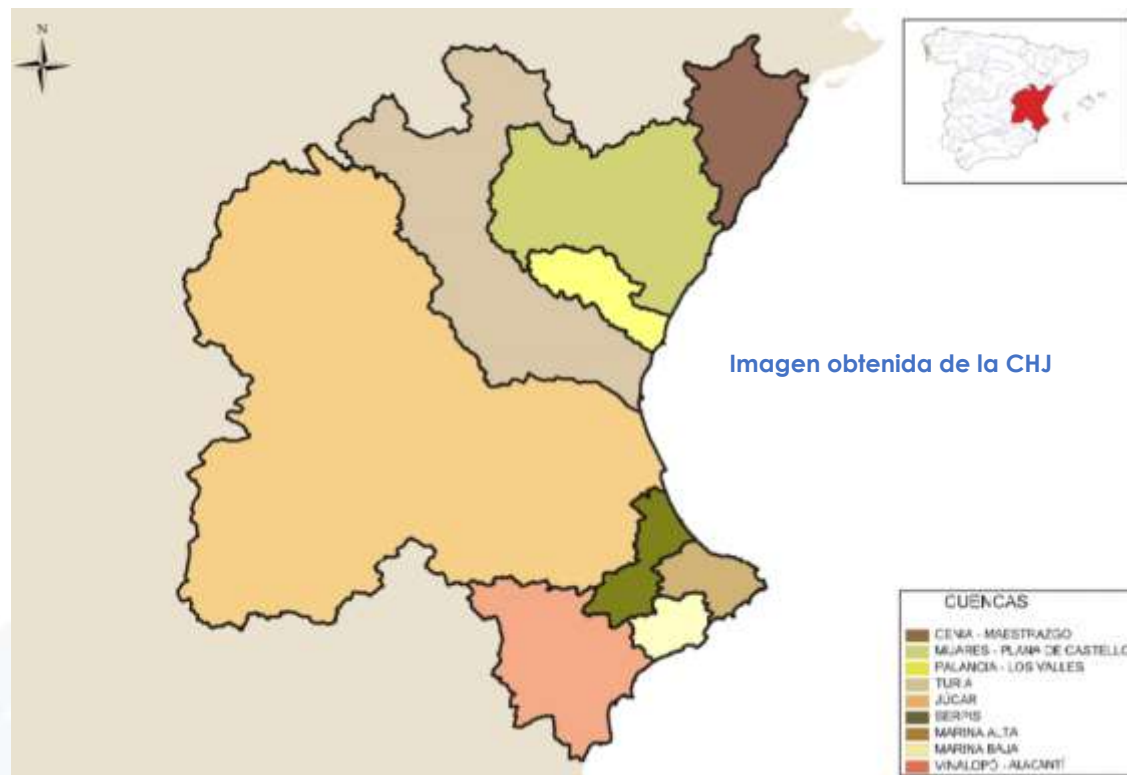 N
Imagen obtenida de la CHJ
CUENCAS
CENIA - MAESTRAZGO
MIJARES - PLANA DE CASTELLO
PALANCIA - LOS VALLES
TURIA
JÚCAR
SERPIS
MARINA ALTA
MARINA BAJA
VINALOPÓ - ALACANTÍ